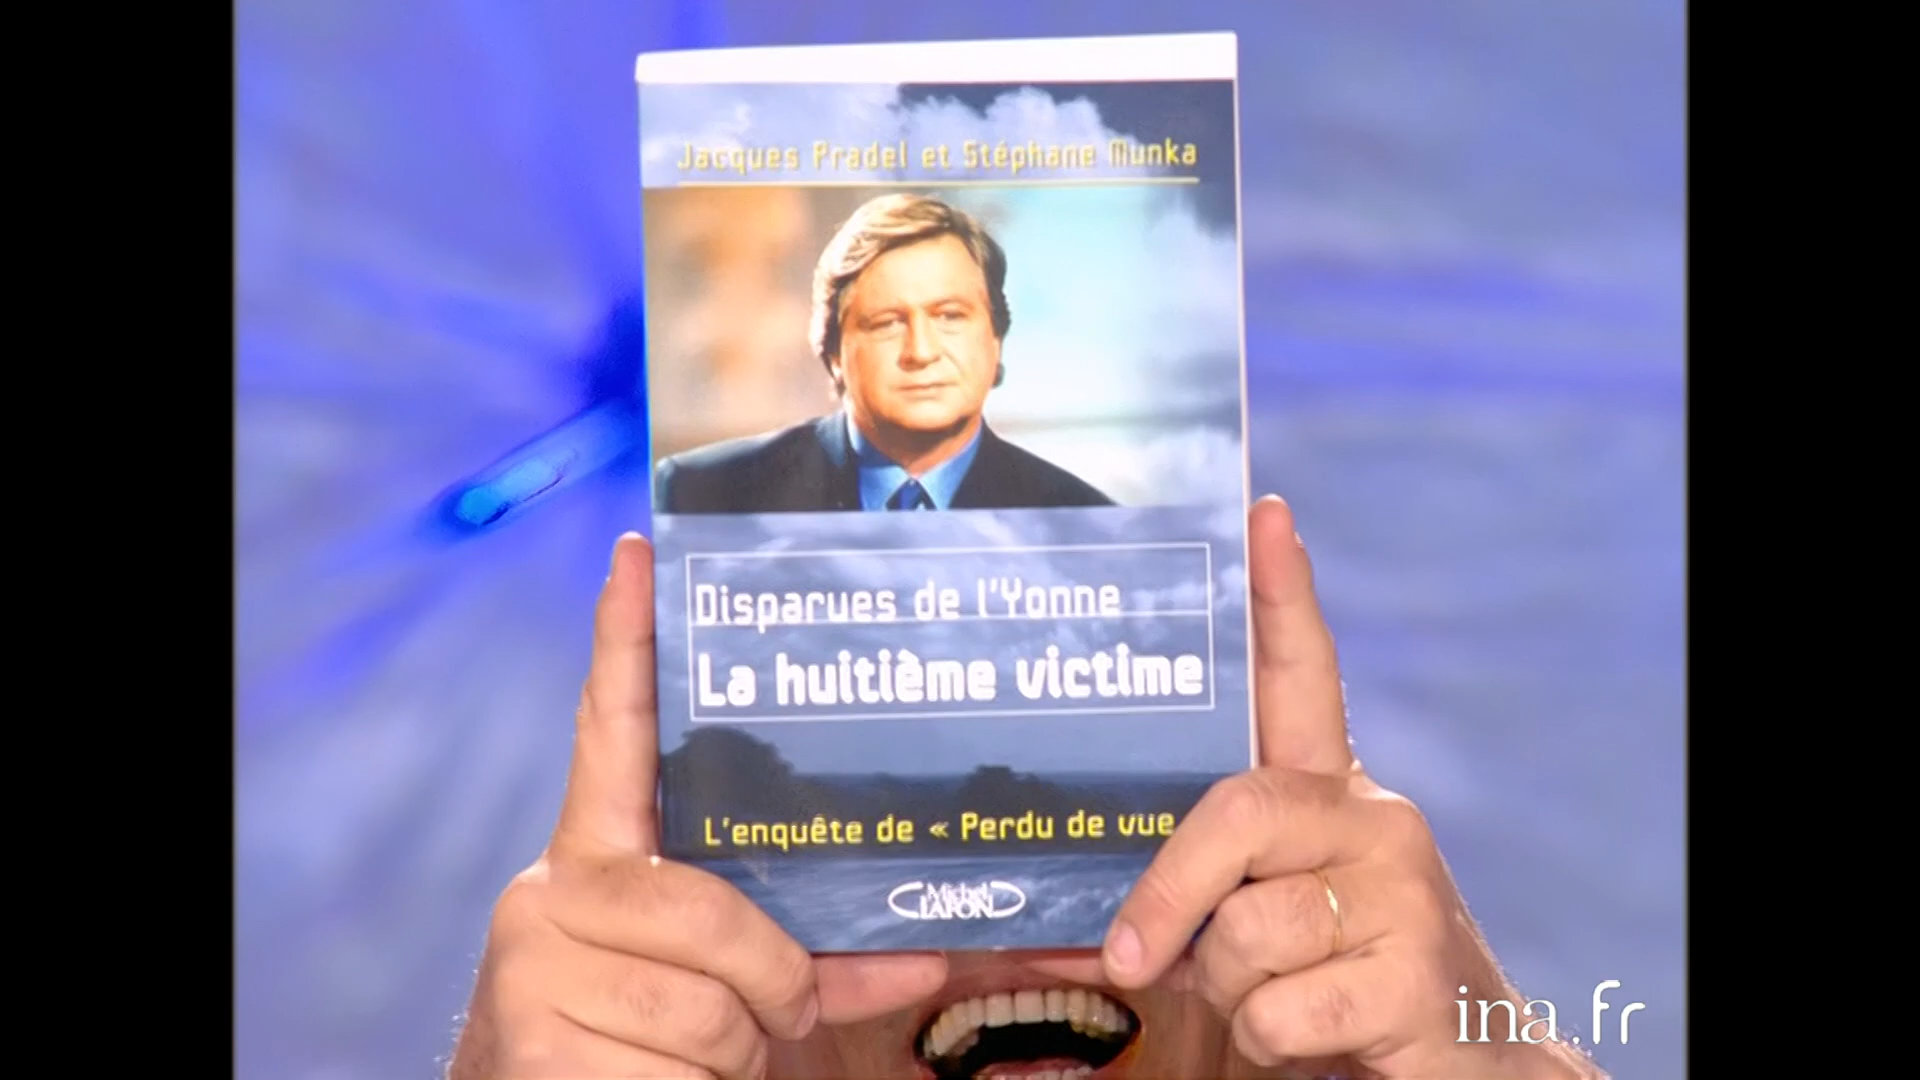 Jacques Pradel et Stéphane Munka
Disparues de l'Yonne
La huitième victime
L'enquête de « Perdu de vue
Michel
LAFON
ina.fr